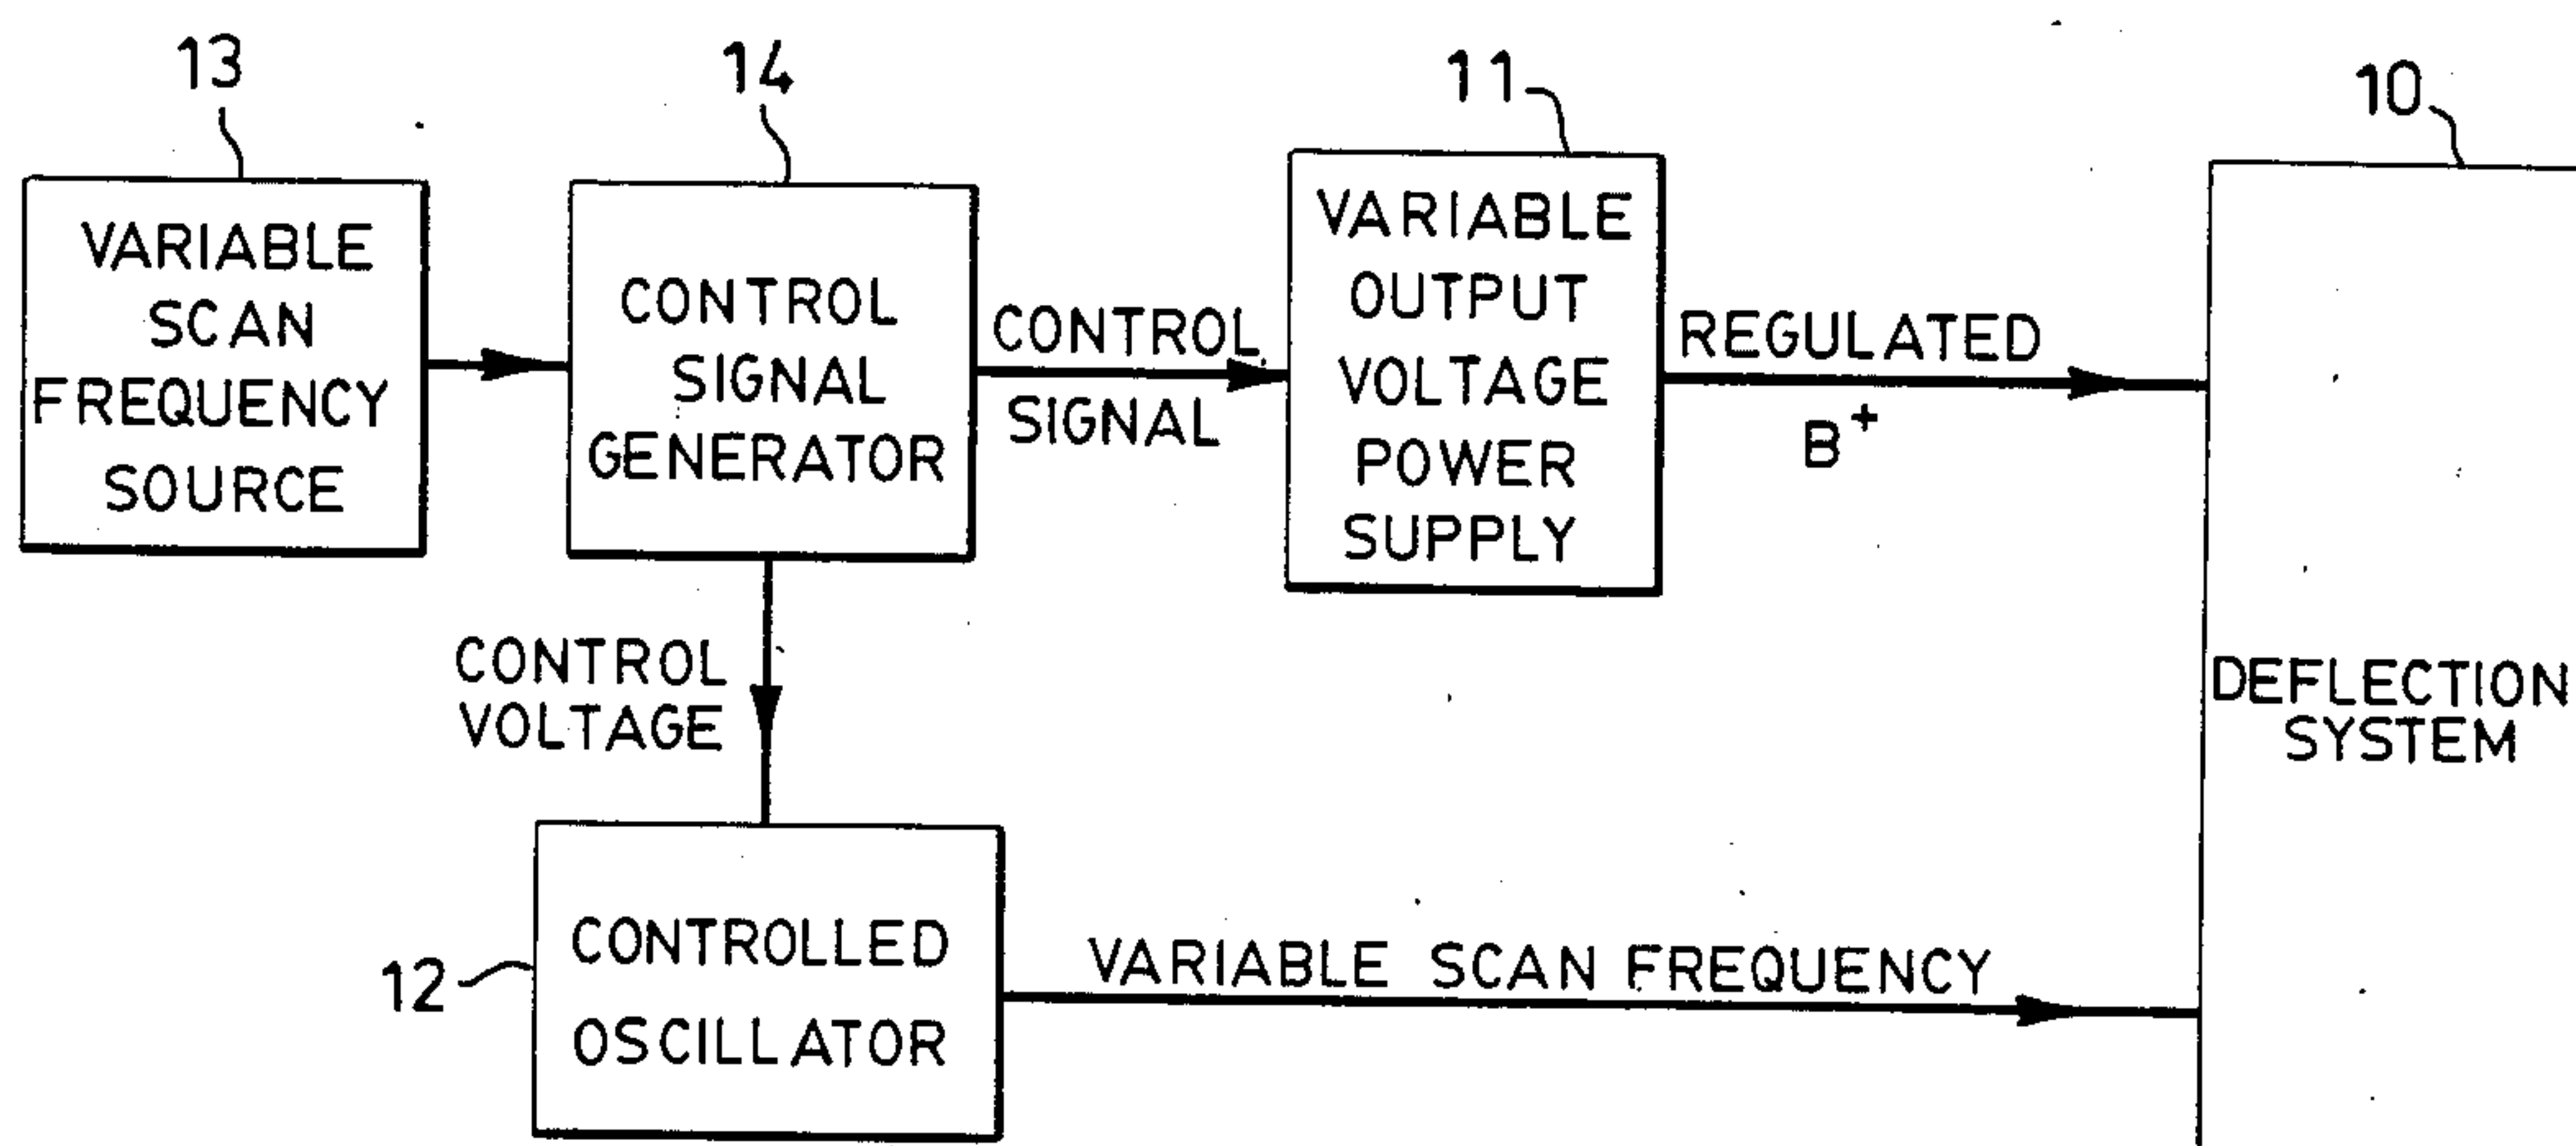 13
14
11
10
VARIABLE
SCAN
FREQUENCY
SOURCE
CONTROL
SIGNAL
GENERATOR
CONTROL
SIGNAL
VARIABLE
OUTPUT
VOLTAGE
POWER
SUPPLY
REGULATED
B+
DEFLECTION
SYSTEM
CONTROL
VOLTAGE
12
CONTROLLED
OSCILLATOR
VARIABLE SCAN FREQUENCY